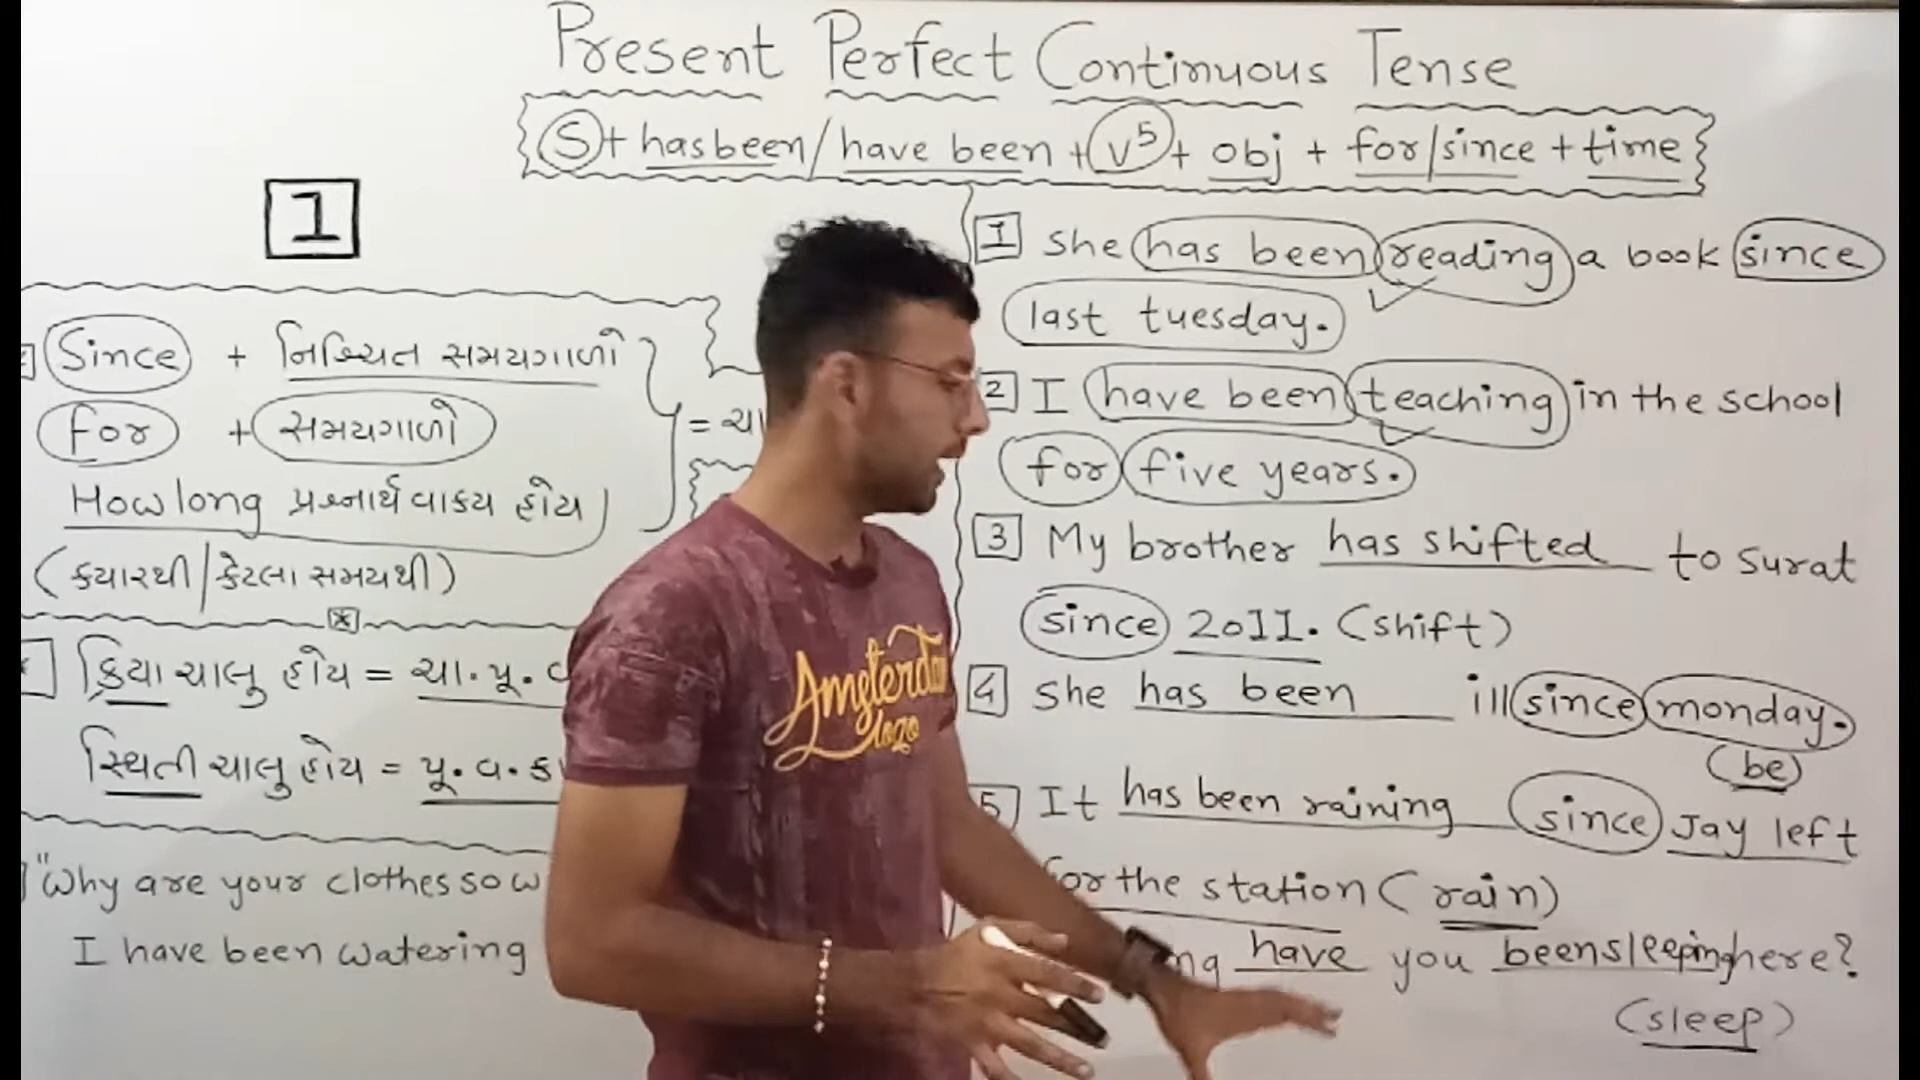 Present Perfect Continuous Tense
S + has been / have been + V5 + obj + for/since + time
1
Since + નિશ્ચિત સમયગાળો
for + સમયગાળો
= ચા
How long પ્રશ્નાર્થ વાકય હોય
(કયારથી/કેટલા સમયથી)
ક્રિયા ચાલુ હોય = ચા.પૂ.
સ્થિતી ચાલુ હોય = પૂ.વ.ક
"Why are your clothes so w
I have been watering
1 She has been reading a book since
last tuesday.
2 I have been teaching in the school
for five years.
3 My brother has shifted to surat
since 2011. (shift)
4 She has been ill since monday.
(be)
5 It has been raining since Jay left
for the station (rain)
ng have you been sleeping here?
(sleep)
Amsterdam
logo